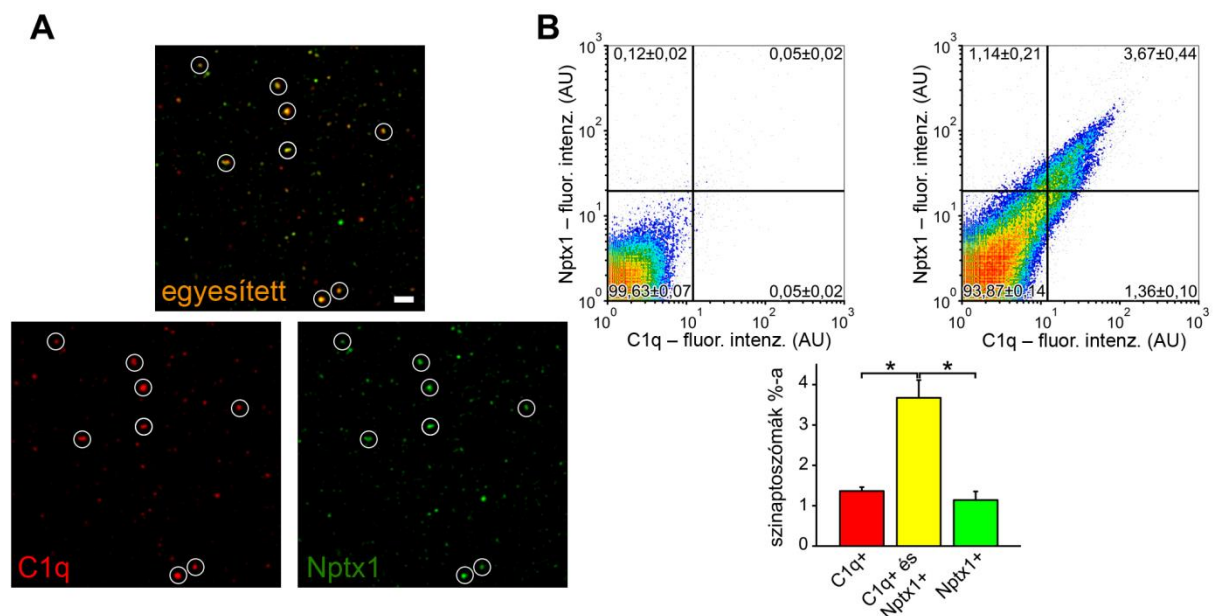 A
egyesített
C1q
Nptx1
B
10³
10²
10¹
10⁰
Nptx1 – fluor. intenz. (AU)
0,12±0,02
0,05±0,02
99,63±0,07
0,05±0,02
10⁰
10¹
10²
10³
C1q – fluor. intenz. (AU)
10³
10²
10¹
10⁰
Nptx1 – fluor. intenz. (AU)
1,14±0,21
3,67±0,44
93,87±0,14
1,36±0,10
10⁰
10¹
10²
10³
C1q – fluor. intenz. (AU)
szinaptoszómák %-a
4
3
2
1
0
*
*
C1q+
C1q+ és
Nptx1+
Nptx1+